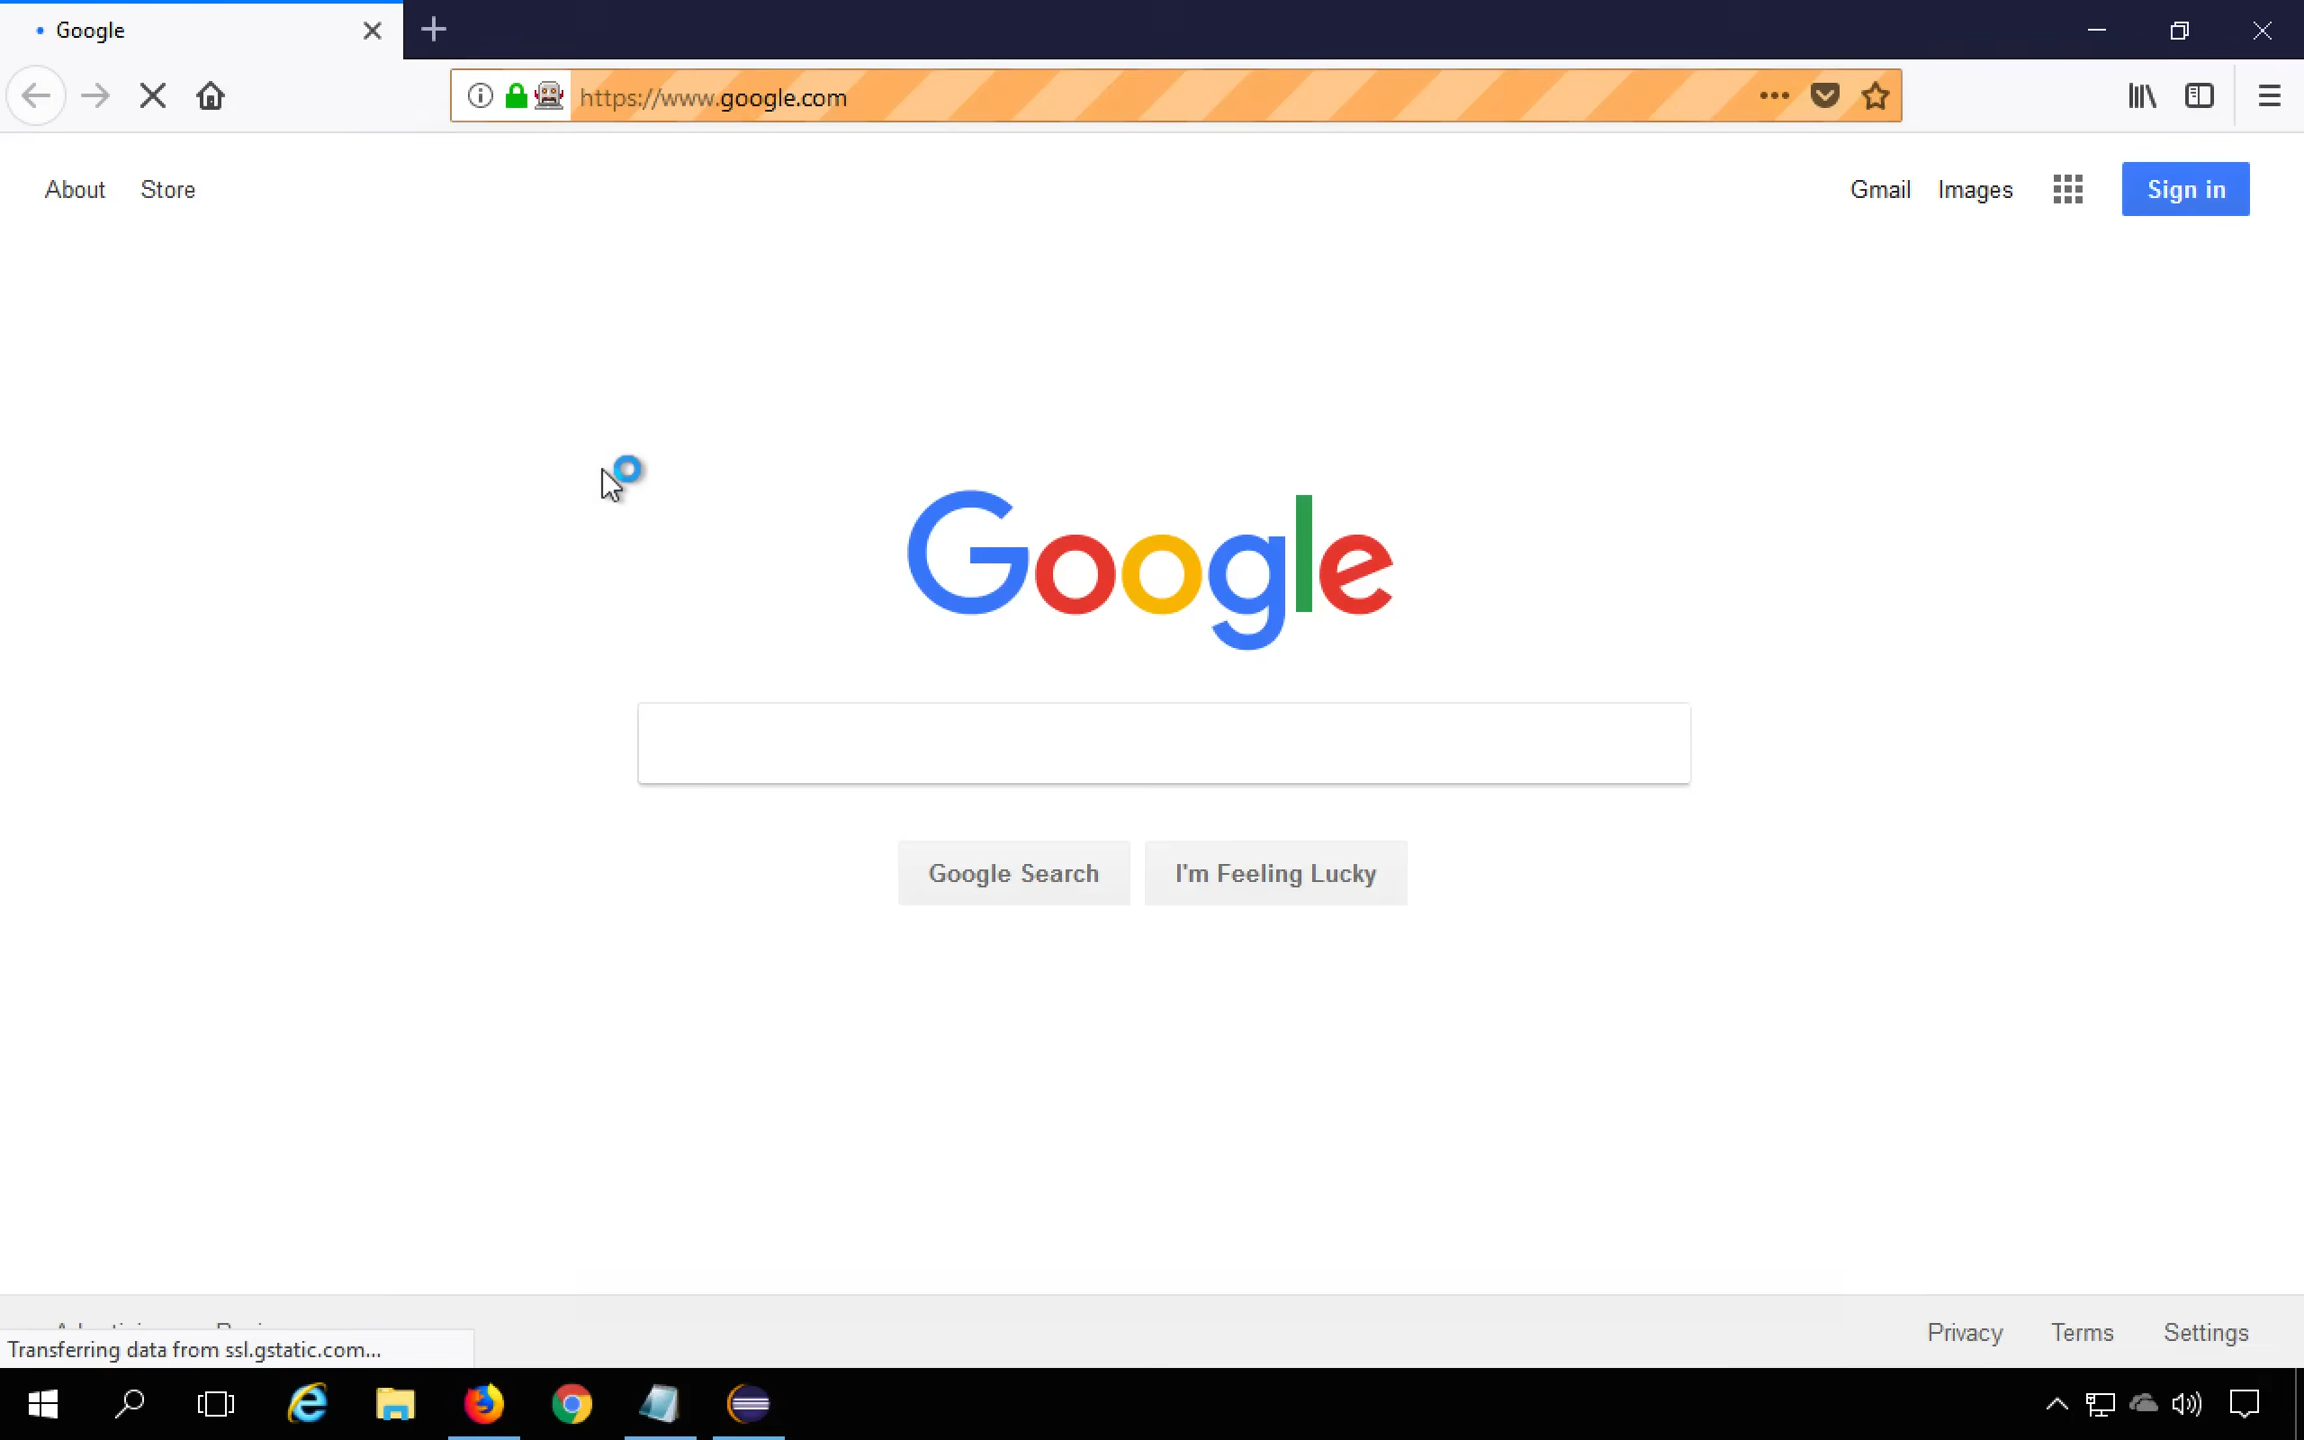 Google
https://www.google.com
About Store Gmail Images Sign in
Google
Google Search I'm Feeling Lucky
Privacy Terms Settings
Transferring data from ssl.gstatic.com...